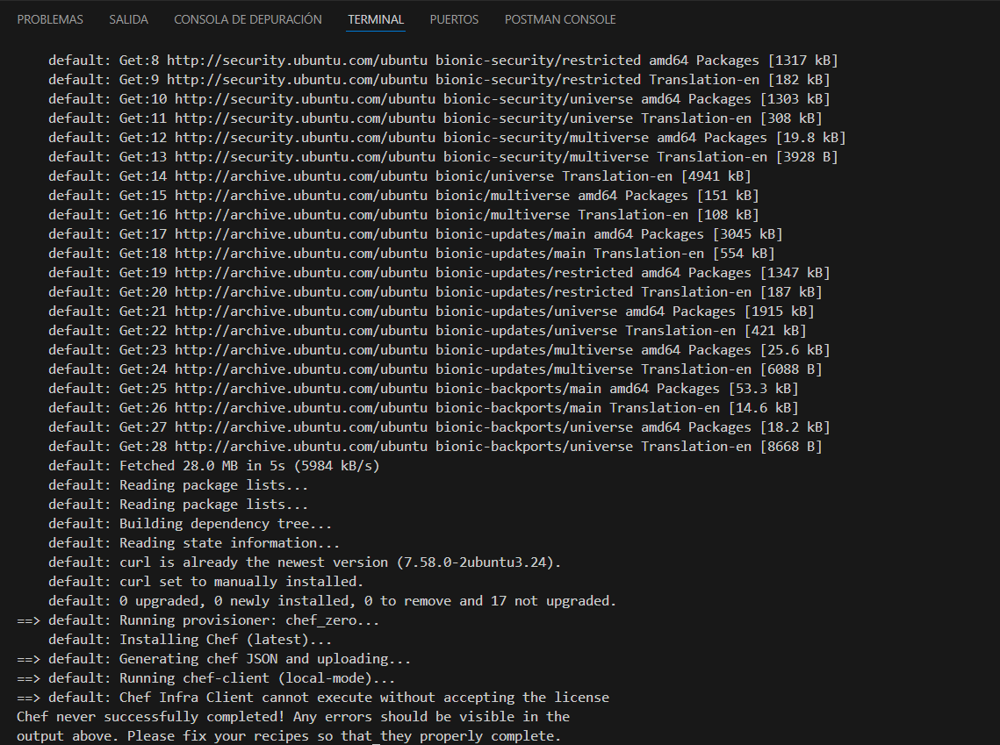 PROBLEMAS SALIDA CONSOLA DE DEPURACIÓN TERMINAL PUERTOS POSTMAN CONSOLE
default: Get:8 http://security.ubuntu.com/ubuntu bionic-security/restricted amd64 Packages [1317 kB]
default: Get:9 http://security.ubuntu.com/ubuntu bionic-security/restricted Translation-en [182 kB]
default: Get:10 http://security.ubuntu.com/ubuntu bionic-security/universe amd64 Packages [1303 kB]
default: Get:11 http://security.ubuntu.com/ubuntu bionic-security/universe Translation-en [308 kB]
default: Get:12 http://security.ubuntu.com/ubuntu bionic-security/multiverse amd64 Packages [19.8 kB]
default: Get:13 http://security.ubuntu.com/ubuntu bionic-security/multiverse Translation-en [3928 B]
default: Get:14 http://archive.ubuntu.com/ubuntu bionic/universe Translation-en [4941 kB]
default: Get:15 http://archive.ubuntu.com/ubuntu bionic/multiverse amd64 Packages [151 kB]
default: Get:16 http://archive.ubuntu.com/ubuntu bionic/multiverse Translation-en [108 kB]
default: Get:17 http://archive.ubuntu.com/ubuntu bionic-updates/main amd64 Packages [3045 kB]
default: Get:18 http://archive.ubuntu.com/ubuntu bionic-updates/main Translation-en [554 kB]
default: Get:19 http://archive.ubuntu.com/ubuntu bionic-updates/restricted amd64 Packages [1347 kB]
default: Get:20 http://archive.ubuntu.com/ubuntu bionic-updates/restricted Translation-en [187 kB]
default: Get:21 http://archive.ubuntu.com/ubuntu bionic-updates/universe amd64 Packages [1915 kB]
default: Get:22 http://archive.ubuntu.com/ubuntu bionic-updates/universe Translation-en [421 kB]
default: Get:23 http://archive.ubuntu.com/ubuntu bionic-updates/multiverse amd64 Packages [25.6 kB]
default: Get:24 http://archive.ubuntu.com/ubuntu bionic-updates/multiverse Translation-en [6088 B]
default: Get:25 http://archive.ubuntu.com/ubuntu bionic-backports/main amd64 Packages [53.3 kB]
default: Get:26 http://archive.ubuntu.com/ubuntu bionic-backports/main Translation-en [14.6 kB]
default: Get:27 http://archive.ubuntu.com/ubuntu bionic-backports/universe amd64 Packages [18.2 kB]
default: Get:28 http://archive.ubuntu.com/ubuntu bionic-backports/universe Translation-en [8668 B]
default: Fetched 28.0 MB in 5s (5984 kB/s)
default: Reading package lists...
default: Reading package lists...
default: Building dependency tree...
default: Reading state information...
default: curl is already the newest version (7.58.0-2ubuntu3.24).
default: curl set to manually installed.
default: 0 upgraded, 0 newly installed, 0 to remove and 17 not upgraded.
==> default: Running provisioner: chef_zero...
default: Installing Chef (latest)...
==> default: Generating chef JSON and uploading...
==> default: Running chef-client (local-mode)...
==> default: Chef Infra Client cannot execute without accepting the license
Chef never successfully completed! Any errors should be visible in the
output above. Please fix your recipes so that they properly complete.